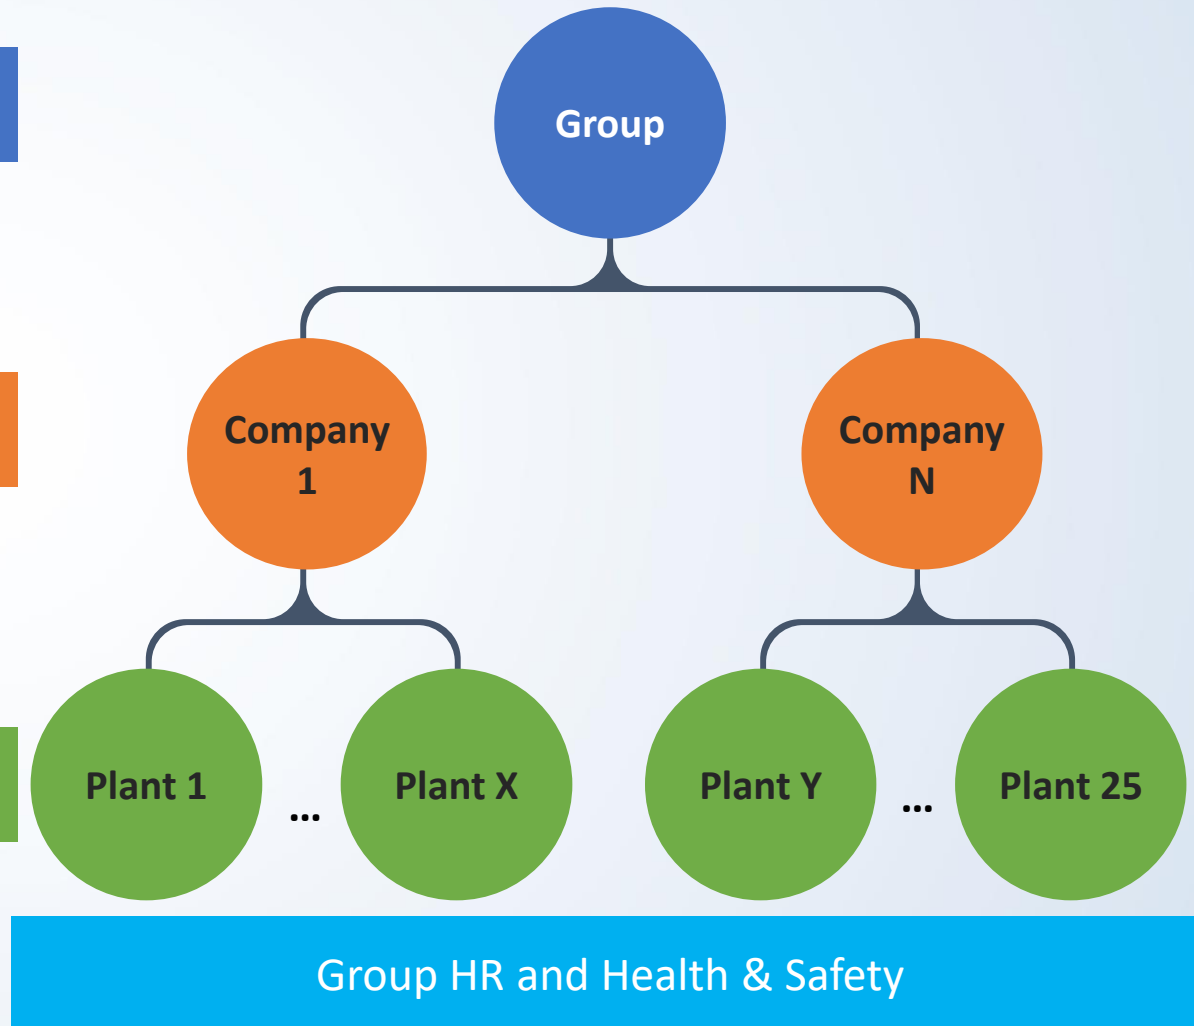 Group
Company
1
Company
N
Plant 1
...
Plant X
Plant Y
...
Plant 25
Group HR and Health & Safety